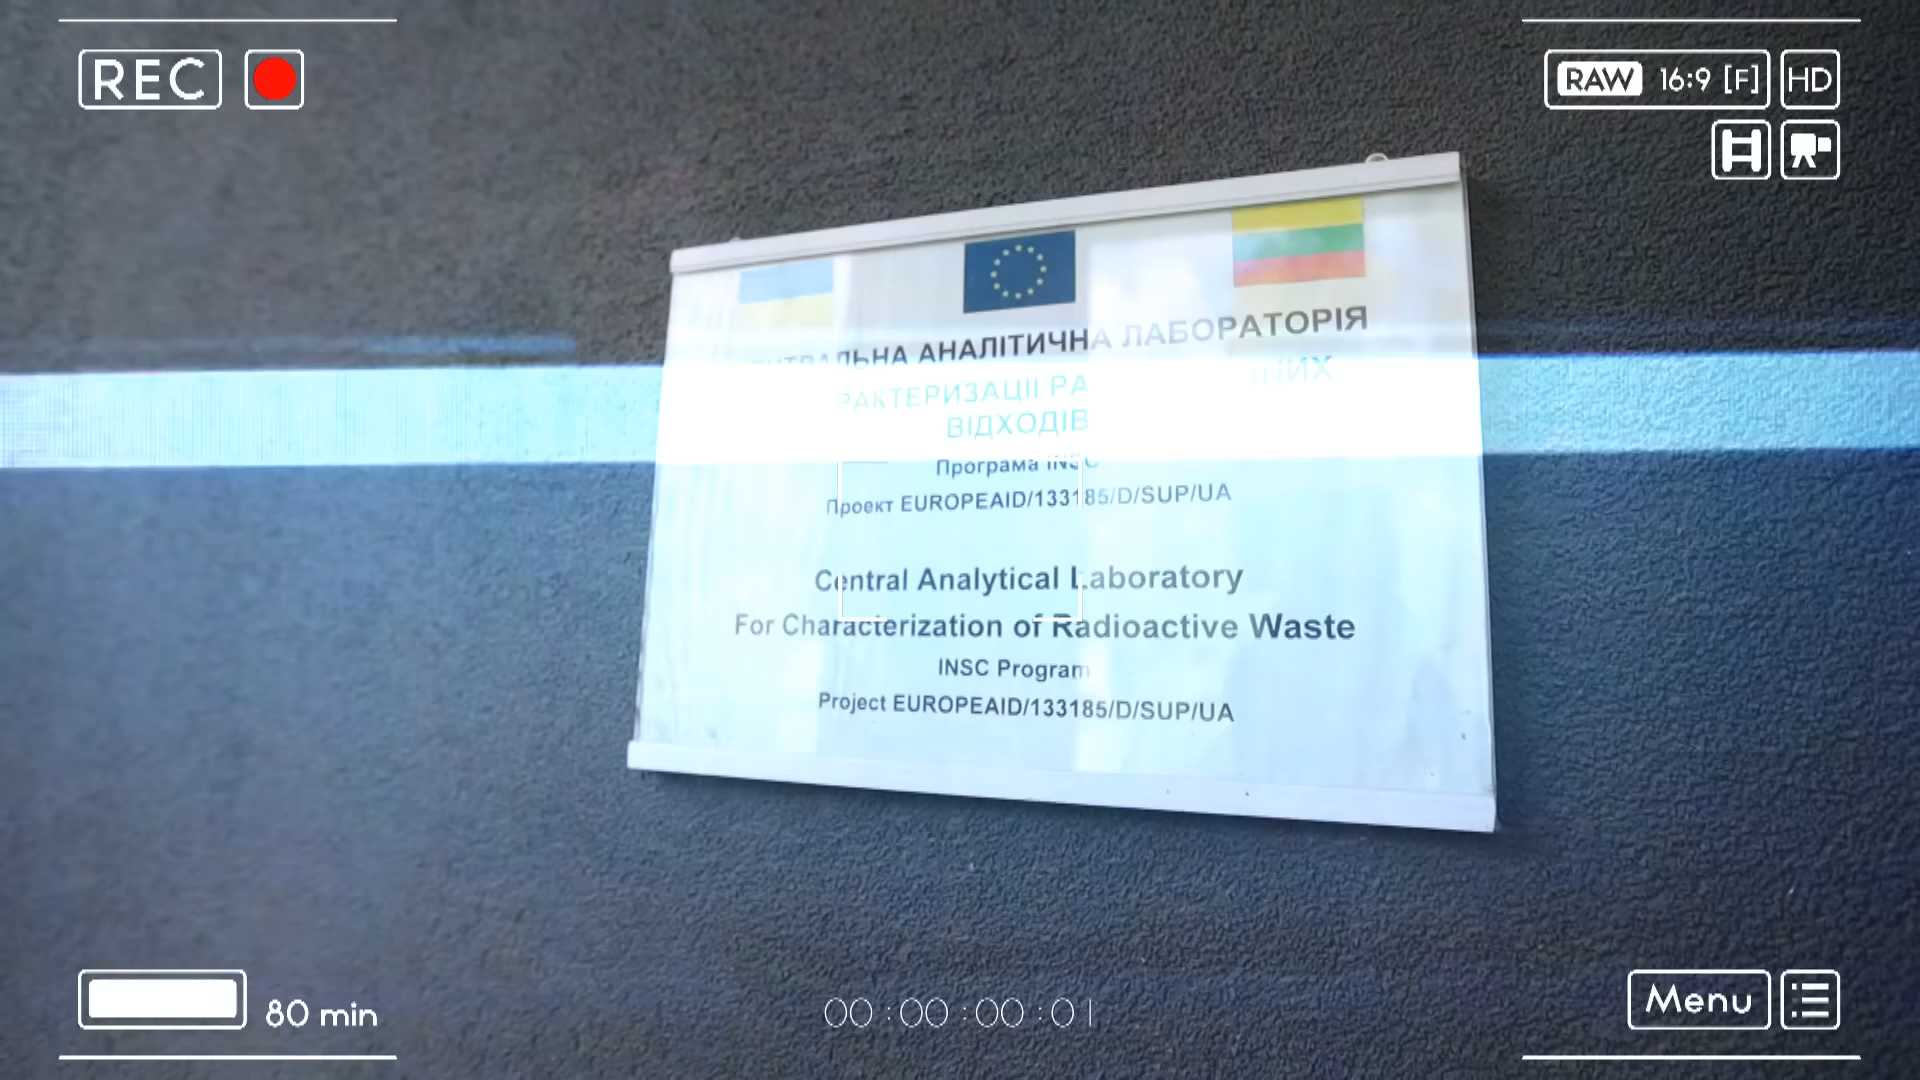 REC
RAW 16:9 [F] HD
АНАЛІТИЧНА ЛАБОРАТОРІЯ
ВІДХОДІВ
Програма INSC
Проект EUROPEAID/133185/D/SUP/UA
Central Analytical Laboratory
For Characterization of Radioactive Waste
INSC Program
Project EUROPEAID/133185/D/SUP/UA
80 min
00:00:00:01
Menu